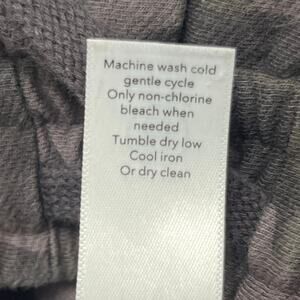 Machine wash cold
gentle cycle
Only non-chlorine
bleach when
needed
Tumble dry low
Cool iron
Or dry clean